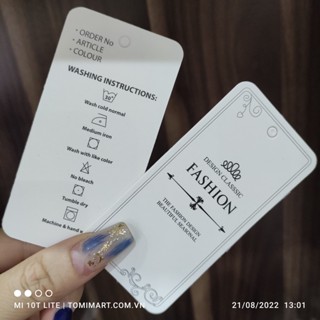 - ORDER No
- ARTICLE
- COLOUR
WASHING INSTRUCTIONS:
30°
Wash cold normal
Medium iron
Wash with like color
No bleach
Tumble dry
Machine & hand w
DESIGN CLASSIC
FASHION
THE FASHION DESIGN
BEAUTIFUL SEASONAL
MI 10T LITE | TOMIMART.COM.VN
21/08/2022 13:01